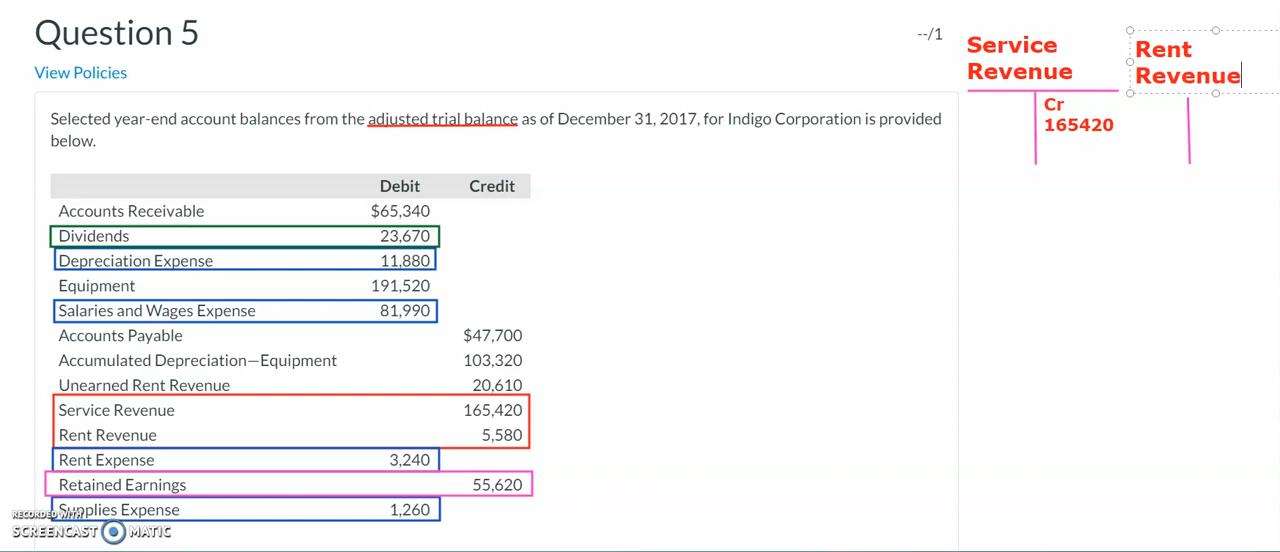 Question 5
--/1
View Policies
Selected year-end account balances from the adjusted trial balance as of December 31, 2017, for Indigo Corporation is provided
below.
Debit Credit
Accounts Receivable $65,340
Dividends 23,670
Depreciation Expense 11,880
Equipment 191,520
Salaries and Wages Expense 81,990
Accounts Payable $47,700
Accumulated Depreciation—Equipment 103,320
Unearned Rent Revenue 20,610
Service Revenue 165,420
Rent Revenue 5,580
Rent Expense 3,240
Retained Earnings 55,620
Supplies Expense 1,260
Service
Revenue
Cr
165420
Rent
Revenue
RECORDED WITH
SCREENCAST MATIC